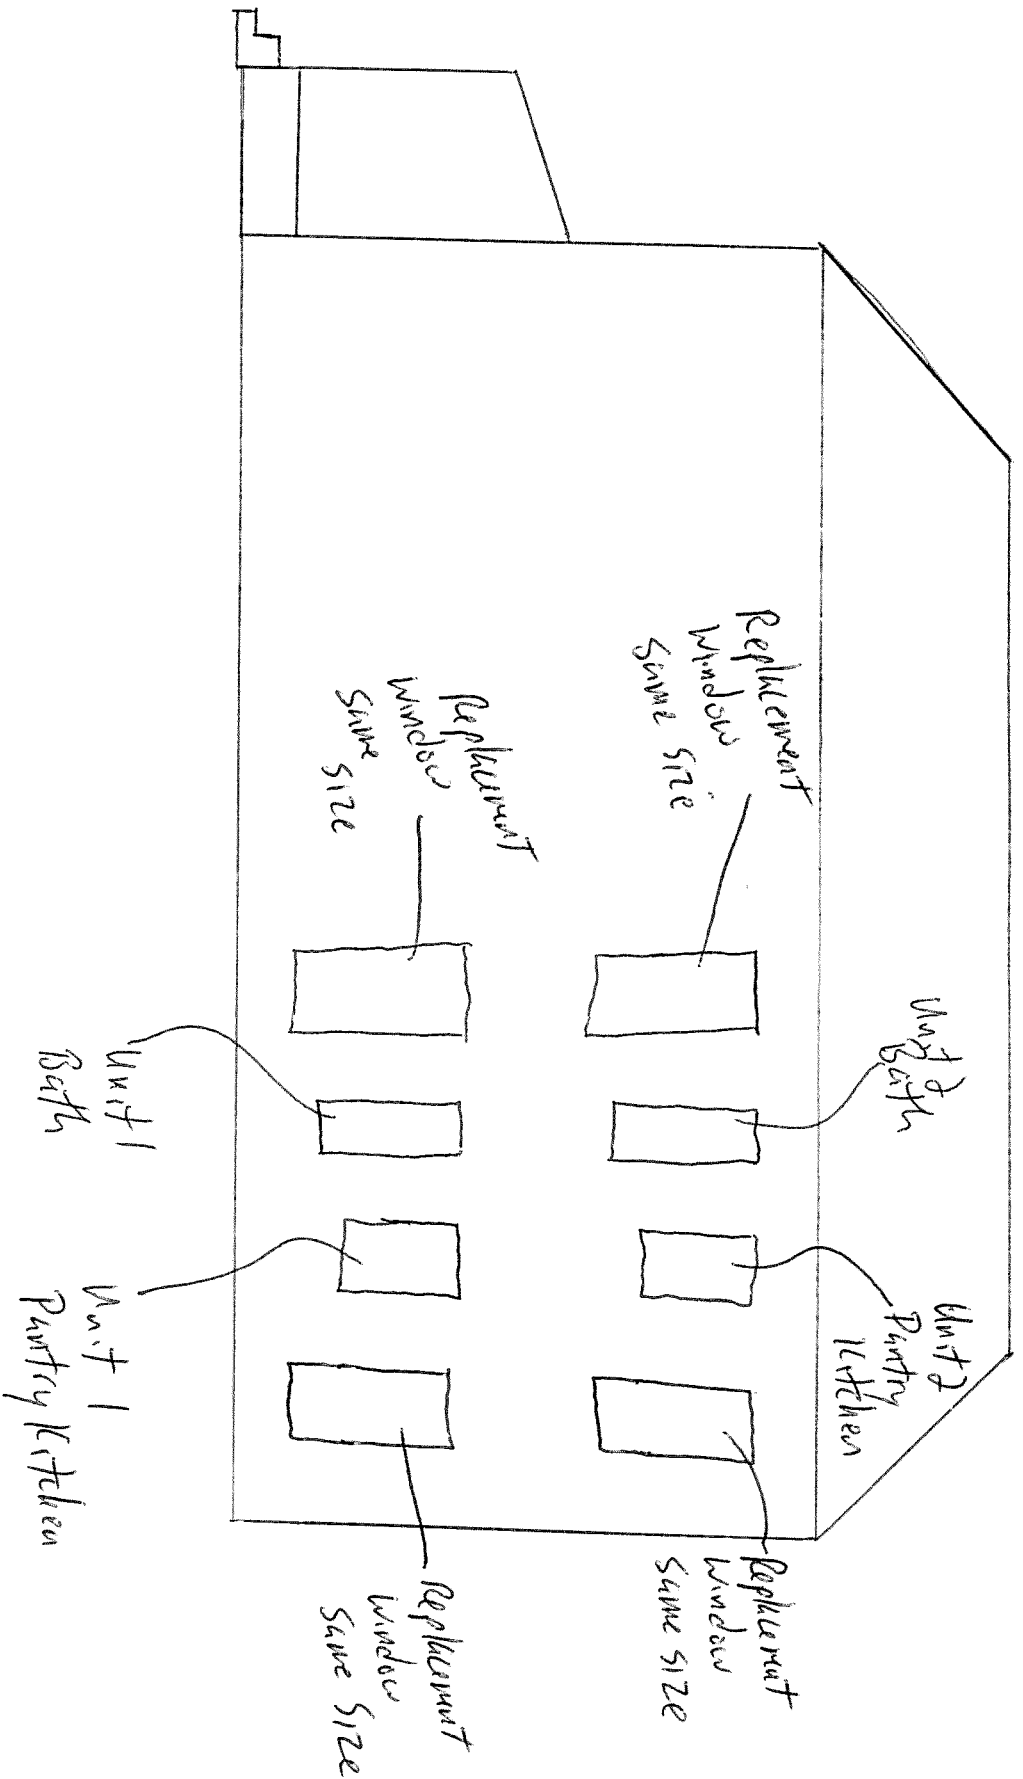 Unit 2
Bath
Unit 2
Pantry
Kitchen
Replacement
Window
Same Size
Replacement
Window
Same Size
Replacement
Window
Same
Size
Replacement
Window
Same Size
Unit 1
Bath
Unit 1
Pantry Kitchen